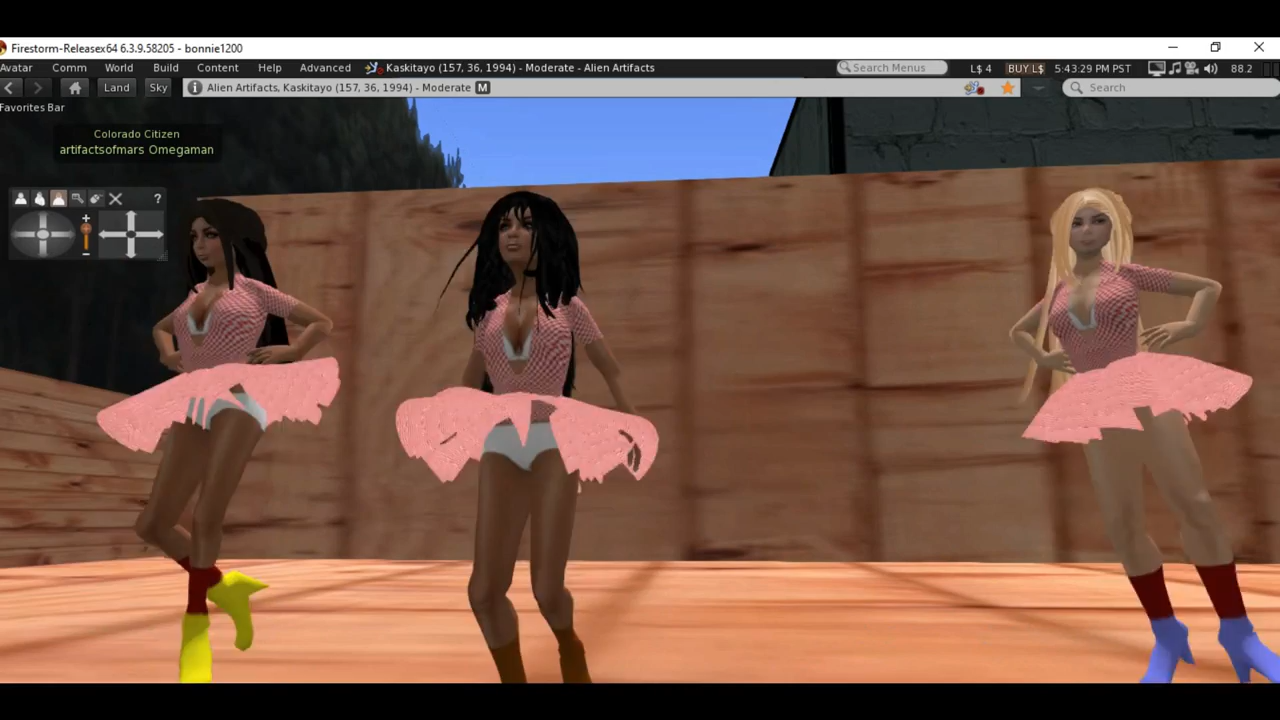 Firestorm-Releasex64 6.3.9.58205 - bonnie1200
Avatar Comm World Build Content Help Advanced Kaskitayo (157, 36, 1994) - Moderate - Alien Artifacts Search Menus L$ 4 BUY L$ 5:43:29 PM PST 88.2
Land Sky Alien Artifacts, Kaskitayo (157, 36, 1994) - Moderate M Search
Favorites Bar
Colorado Citizen
artifactsofmars Omegaman
?